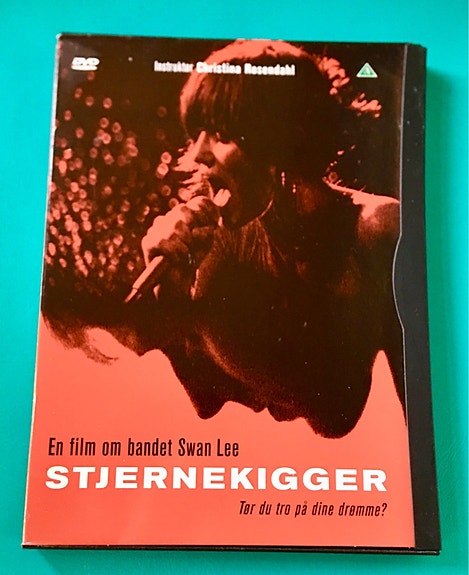 DVD
Instruktør Christina Rosendahl
En film om bandet Swan Lee
STJERNEKIGGER
Tør du tro på dine drømme?